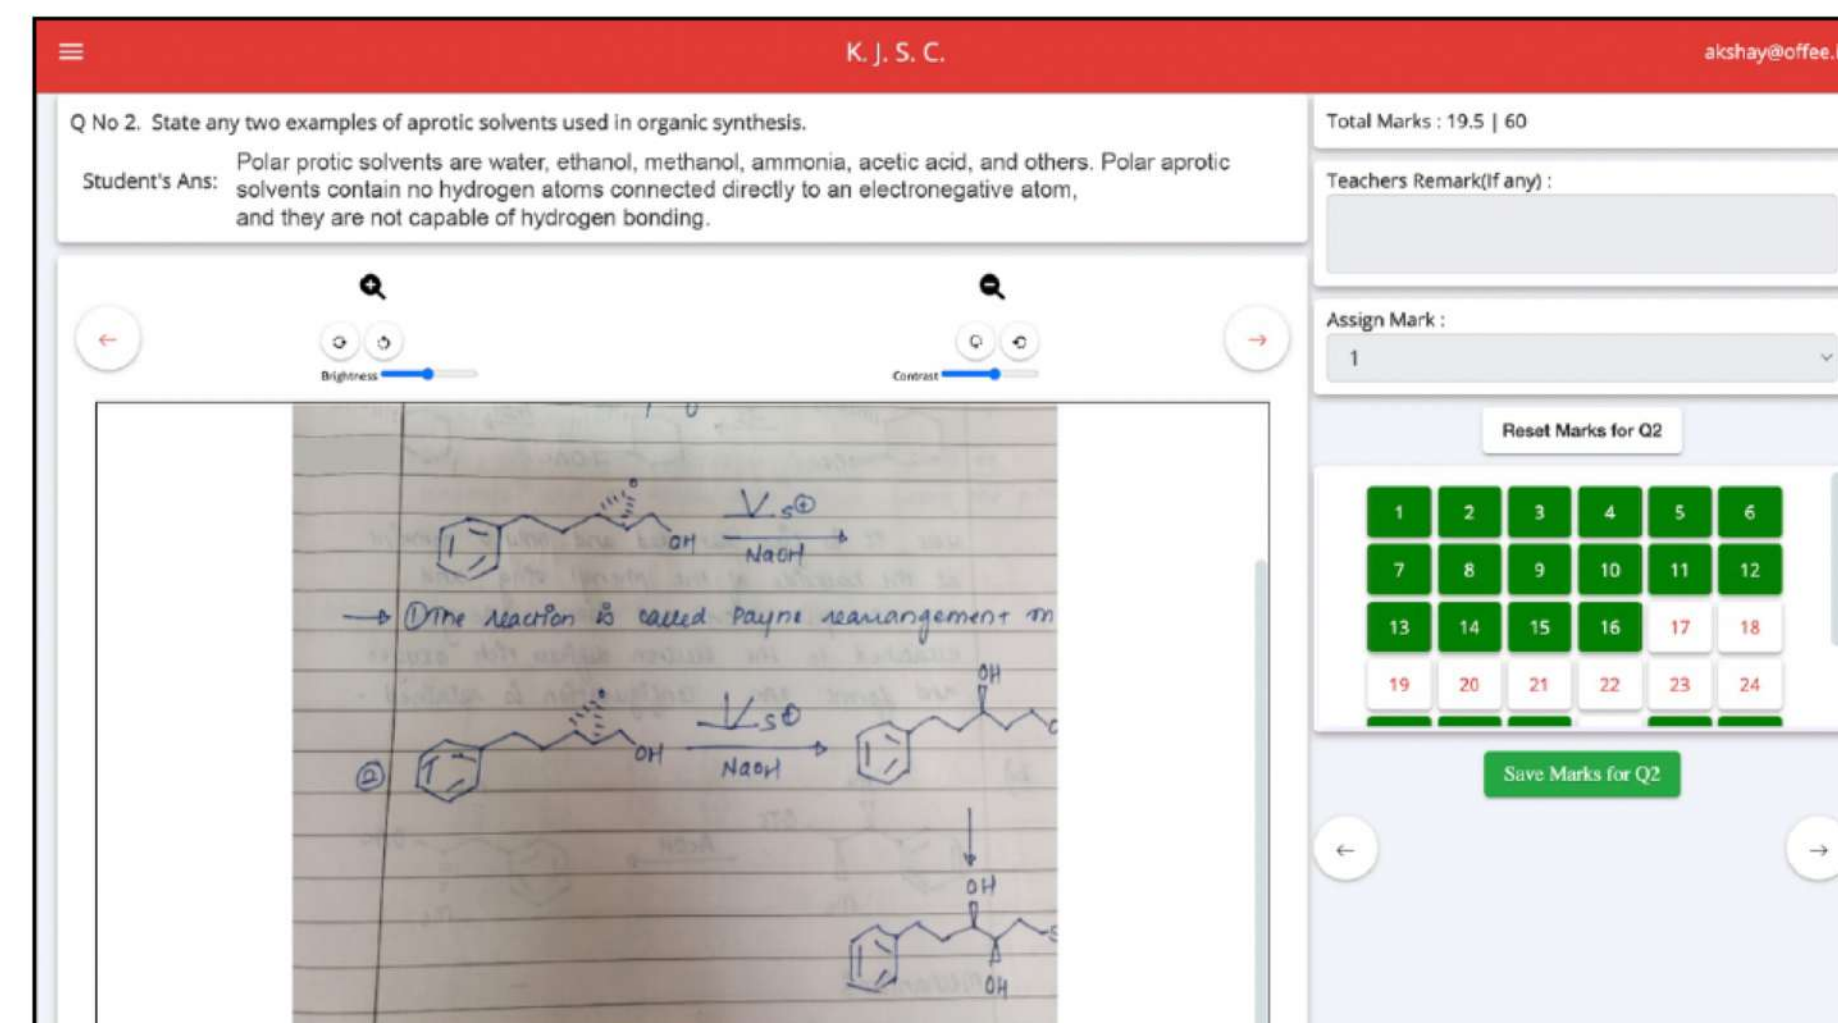 K. J. S. C.
akshay@offee.
Q No 2. State any two examples of aprotic solvents used in organic synthesis.
Student's Ans: Polar protic solvents are water, ethanol, methanol, ammonia, acetic acid, and others. Polar aprotic
solvents contain no hydrogen atoms connected directly to an electronegative atom,
and they are not capable of hydrogen bonding.
Brightness
Contrast
OH
S⊕
NaOH
→ ① The reaction is called Payne rearrangement
②
OH
S⊕
NaOH
OH
OH
OH
Total Marks : 19.5 | 60
Teachers Remark(If any) :
Assign Mark :
1
Reset Marks for Q2
1 2 3 4 5 6
7 8 9 10 11 12
13 14 15 16 17 18
19 20 21 22 23 24
Save Marks for Q2